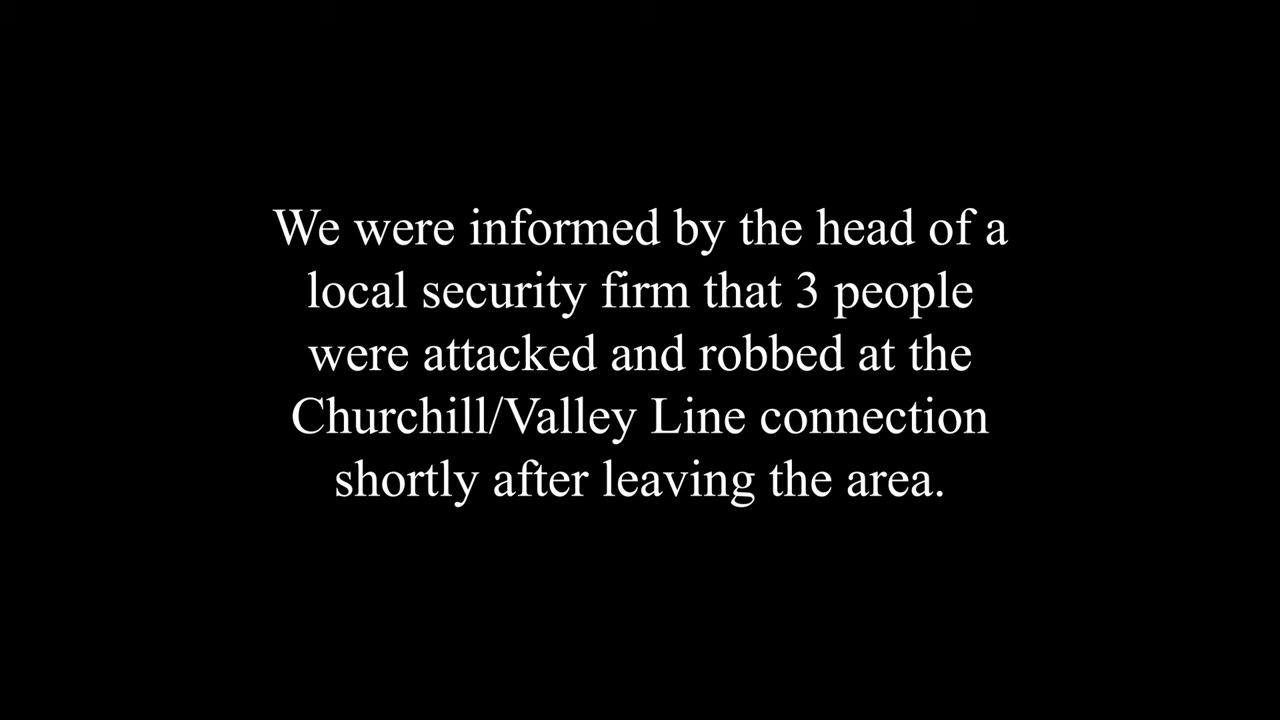 We were informed by the head of a
local security firm that 3 people
were attacked and robbed at the
Churchill/Valley Line connection
shortly after leaving the area.